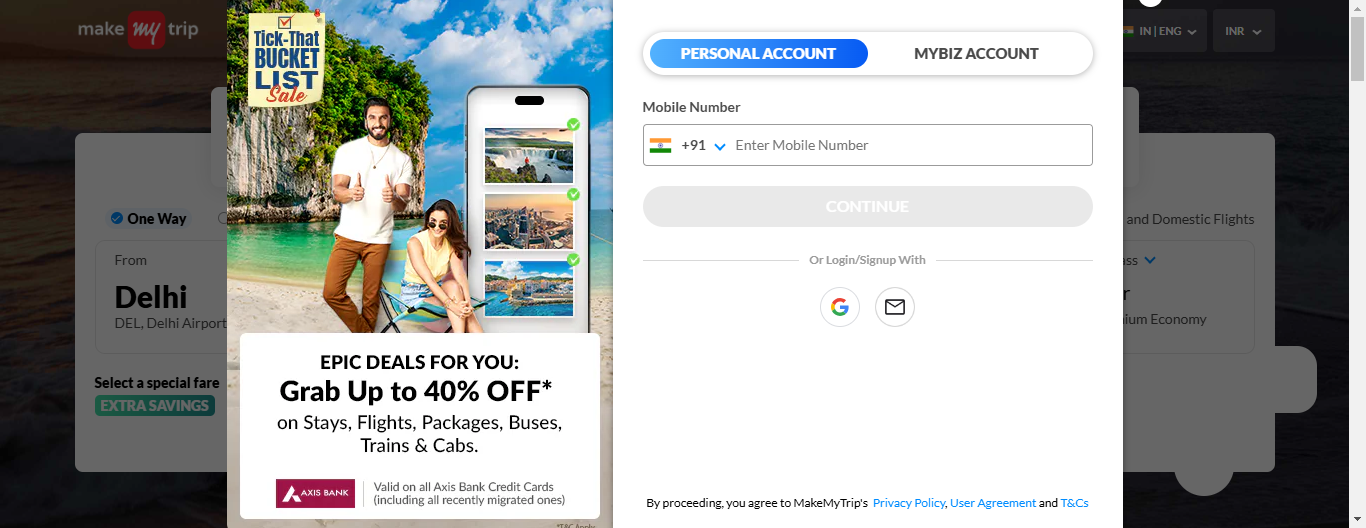 make my trip
IN | ENG
INR
Tick-That
BUCKET
LIST
Sale
PERSONAL ACCOUNT
MYBIZ ACCOUNT
Mobile Number
+91
Enter Mobile Number
CONTINUE
Or Login/Signup With
One Way
and Domestic Flights
From
Delhi
DEL, Delhi Airport
Economy
Select a special fare
EXTRA SAVINGS
EPIC DEALS FOR YOU:
Grab Up to 40% OFF*
on Stays, Flights, Packages, Buses,
Trains & Cabs.
AXIS BANK
Valid on all Axis Bank Credit Cards
(including all recently migrated ones)
By proceeding, you agree to MakeMyTrip's Privacy Policy, User Agreement and T&Cs